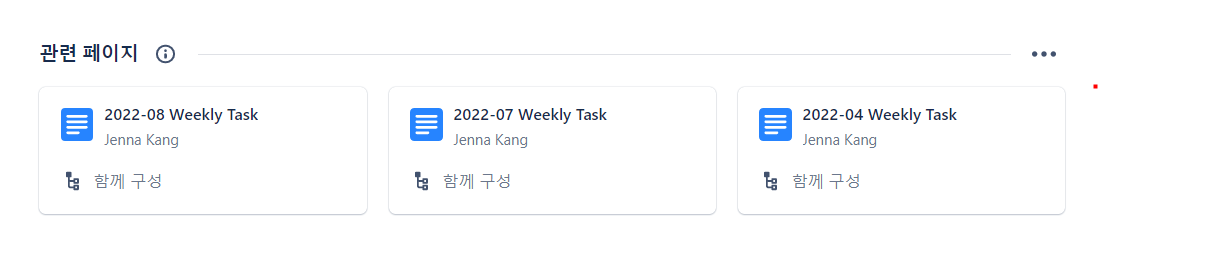 관련 페이지
2022-08 Weekly Task
Jenna Kang
함께 구성
2022-07 Weekly Task
Jenna Kang
함께 구성
2022-04 Weekly Task
Jenna Kang
함께 구성